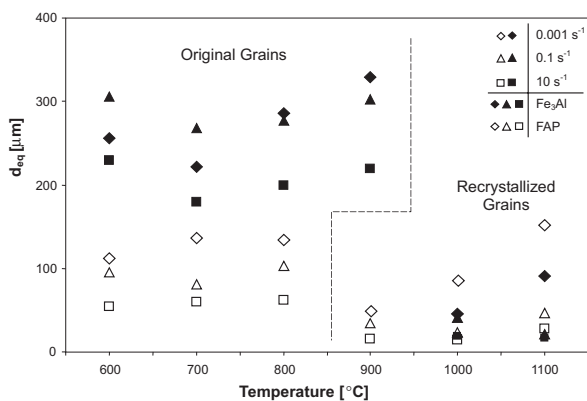 400
300
200
100
0
d_eq [µm]
Original Grains
Recrystallized
Grains
0.001 s⁻¹
0.1 s⁻¹
10 s⁻¹
Fe₃Al
FAP
600 700 800 900 1000 1100
Temperature [°C]